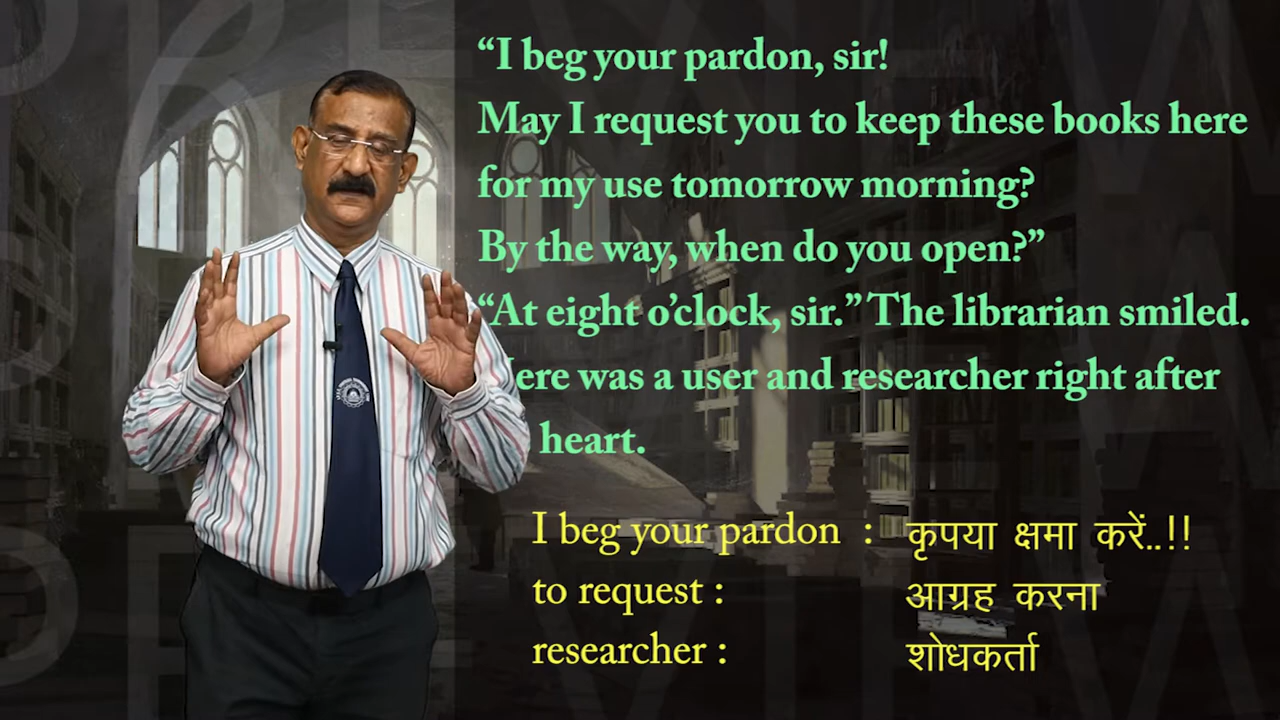 “I beg your pardon, sir!
May I request you to keep these books here
for my use tomorrow morning?
By the way, when do you open?”
“At eight o’clock, sir.” The librarian smiled.
was a user and researcher right after
heart.
I beg your pardon : कृपया क्षमा करें..!!
to request : आग्रह करना
researcher : शोधकर्ता
PREVIEW